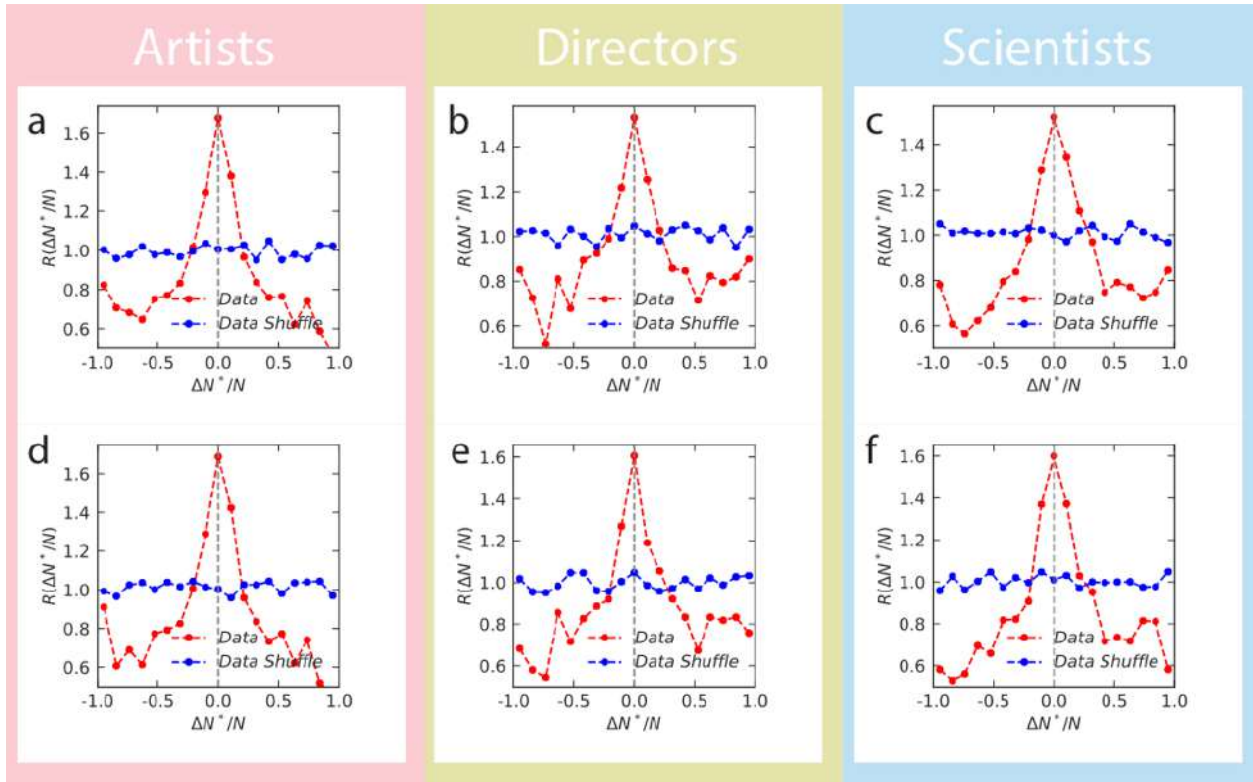 Artists
Directors
Scientists
a
1.6
1.4
1.2
1.0
0.8
0.6
R(ΔN*/N)
Data
Data Shuffle
-1.0 -0.5 0.0 0.5 1.0
ΔN*/N
b
1.4
1.2
1.0
0.8
0.6
R(ΔN*/N)
Data
Data Shuffle
-1.0 -0.5 0.0 0.5 1.0
ΔN*/N
c
1.4
1.2
1.0
0.8
0.6
R(ΔN*/N)
Data
Data Shuffle
-1.0 -0.5 0.0 0.5 1.0
ΔN*/N
d
1.6
1.4
1.2
1.0
0.8
0.6
R(ΔN*/N)
Data
Data Shuffle
-1.0 -0.5 0.0 0.5 1.0
ΔN*/N
e
1.6
1.4
1.2
1.0
0.8
0.6
R(ΔN*/N)
Data
Data Shuffle
-1.0 -0.5 0.0 0.5 1.0
ΔN*/N
f
1.6
1.4
1.2
1.0
0.8
0.6
R(ΔN*/N)
Data
Data Shuffle
-1.0 -0.5 0.0 0.5 1.0
ΔN*/N